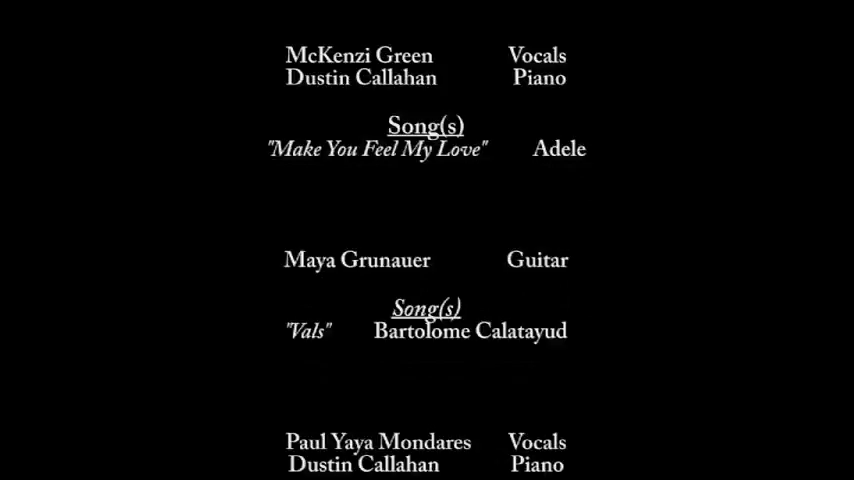 McKenzi Green Vocals
Dustin Callahan Piano
Song(s)
"Make You Feel My Love" Adele
Maya Grunauer Guitar
Song(s)
"Vals" Bartolome Calatayud
Paul Yaya Mondares Vocals
Dustin Callahan Piano